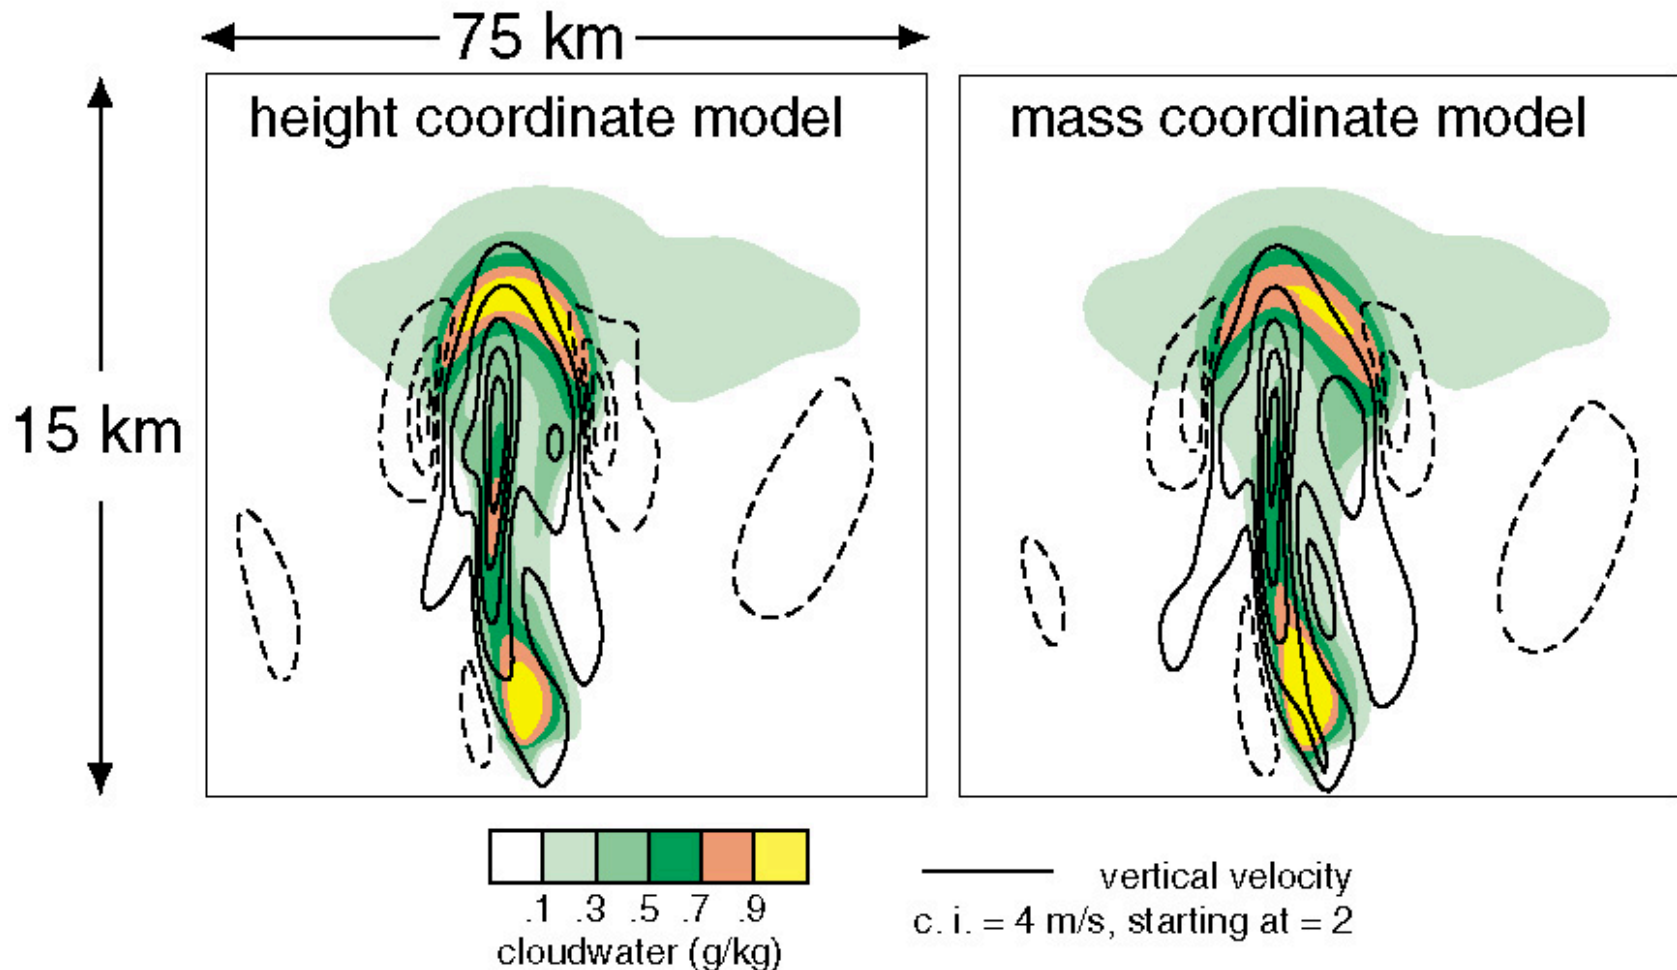 75 km
height coordinate model
mass coordinate model
15 km
.1 .3 .5 .7 .9
cloudwater (g/kg)
vertical velocity
c. i. = 4 m/s, starting at = 2